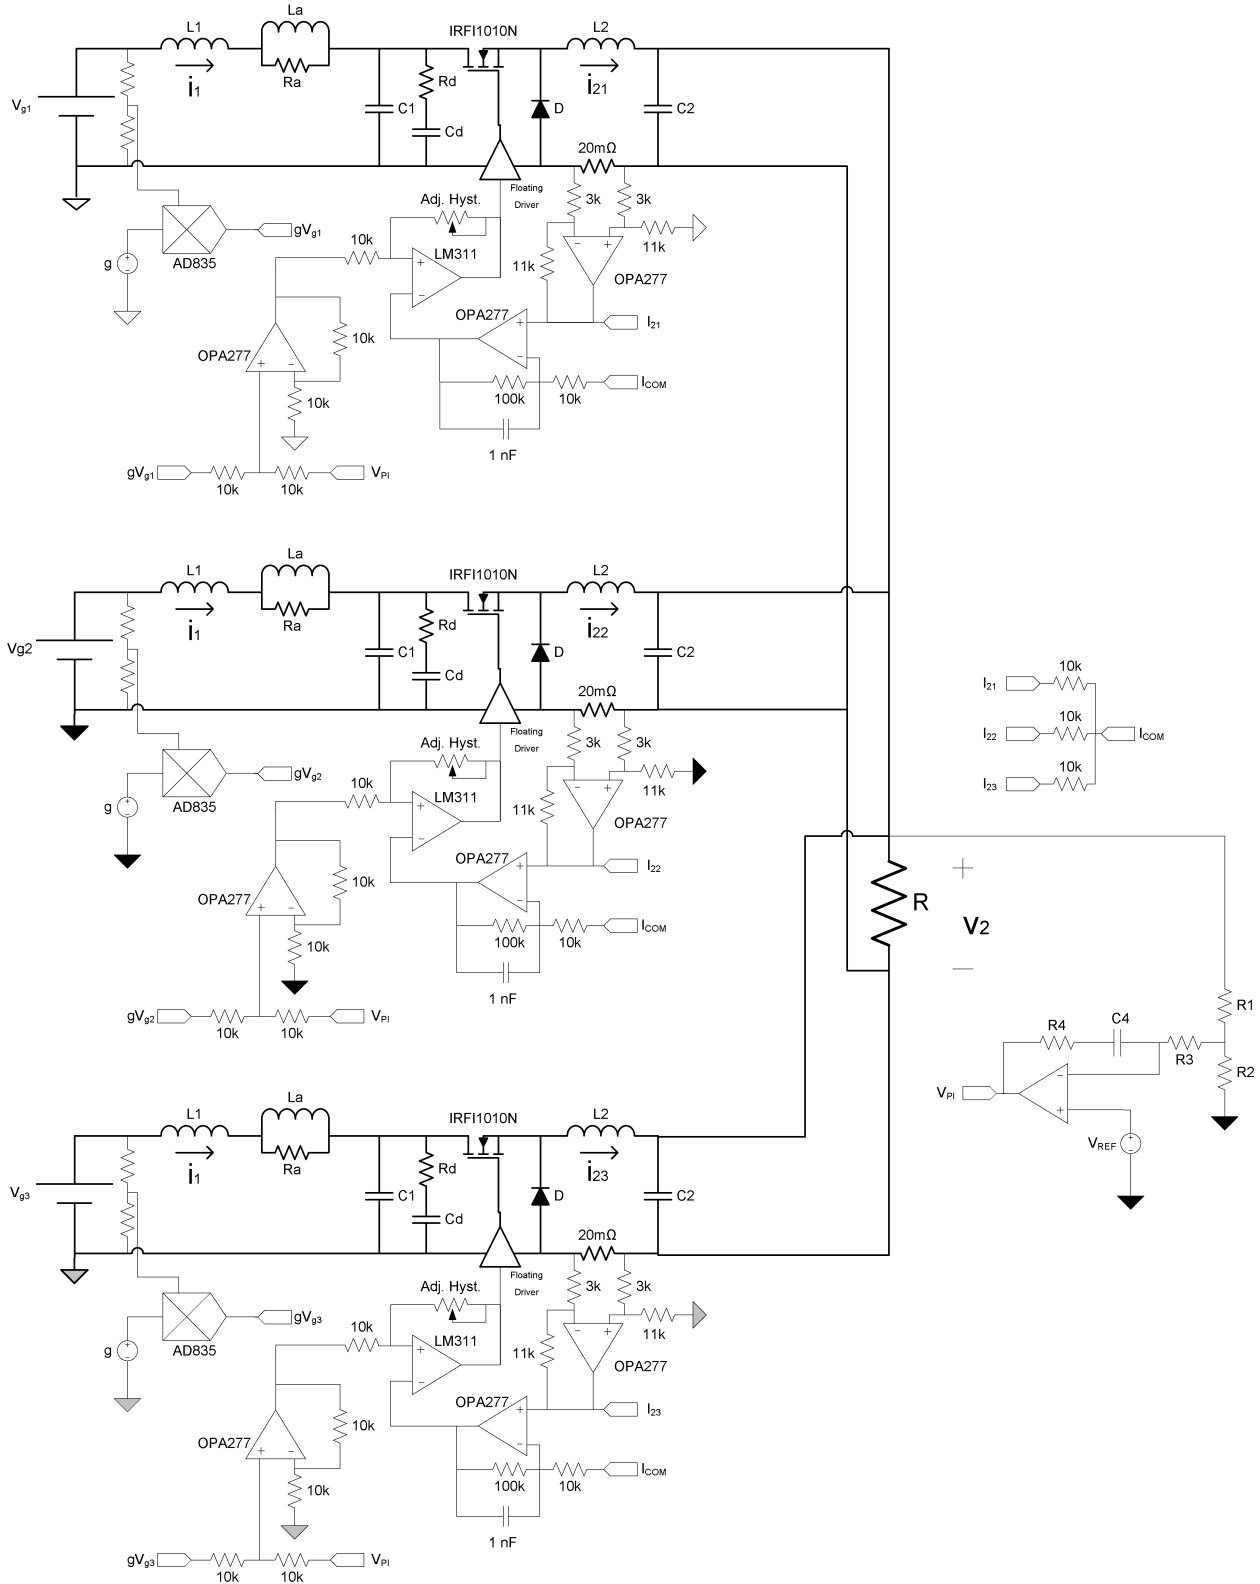 La
L1
IRFI1010N
L2
i1
Ra
Rd
i21
Vg1
C1
D
C2
Cd
20mΩ
Floating
Driver
Adj. Hyst.
3k
3k
gVg1
10k
11k
LM311
g
AD835
11k
OPA277
OPA277
I21
10k
OPA277
ICOM
100k
10k
10k
1 nF
gVg1
VPI
10k
10k
La
L1
IRFI1010N
L2
i1
Ra
Rd
i22
Vg2
C1
D
C2
Cd
20mΩ
Floating
Driver
Adj. Hyst.
3k
3k
gVg2
10k
11k
LM311
g
AD835
11k
OPA277
OPA277
I22
10k
OPA277
ICOM
100k
10k
10k
1 nF
gVg2
VPI
10k
10k
10k
I21
10k
I22
ICOM
10k
I23
R
V2
R1
R4
C4
R3
R2
VPI
VREF
La
L1
IRFI1010N
L2
i1
Ra
Rd
i23
Vg3
C1
D
C2
Cd
20mΩ
Floating
Driver
Adj. Hyst.
3k
3k
gVg3
10k
11k
LM311
g
AD835
11k
OPA277
OPA277
I23
10k
OPA277
ICOM
100k
10k
10k
1 nF
gVg3
VPI
10k
10k